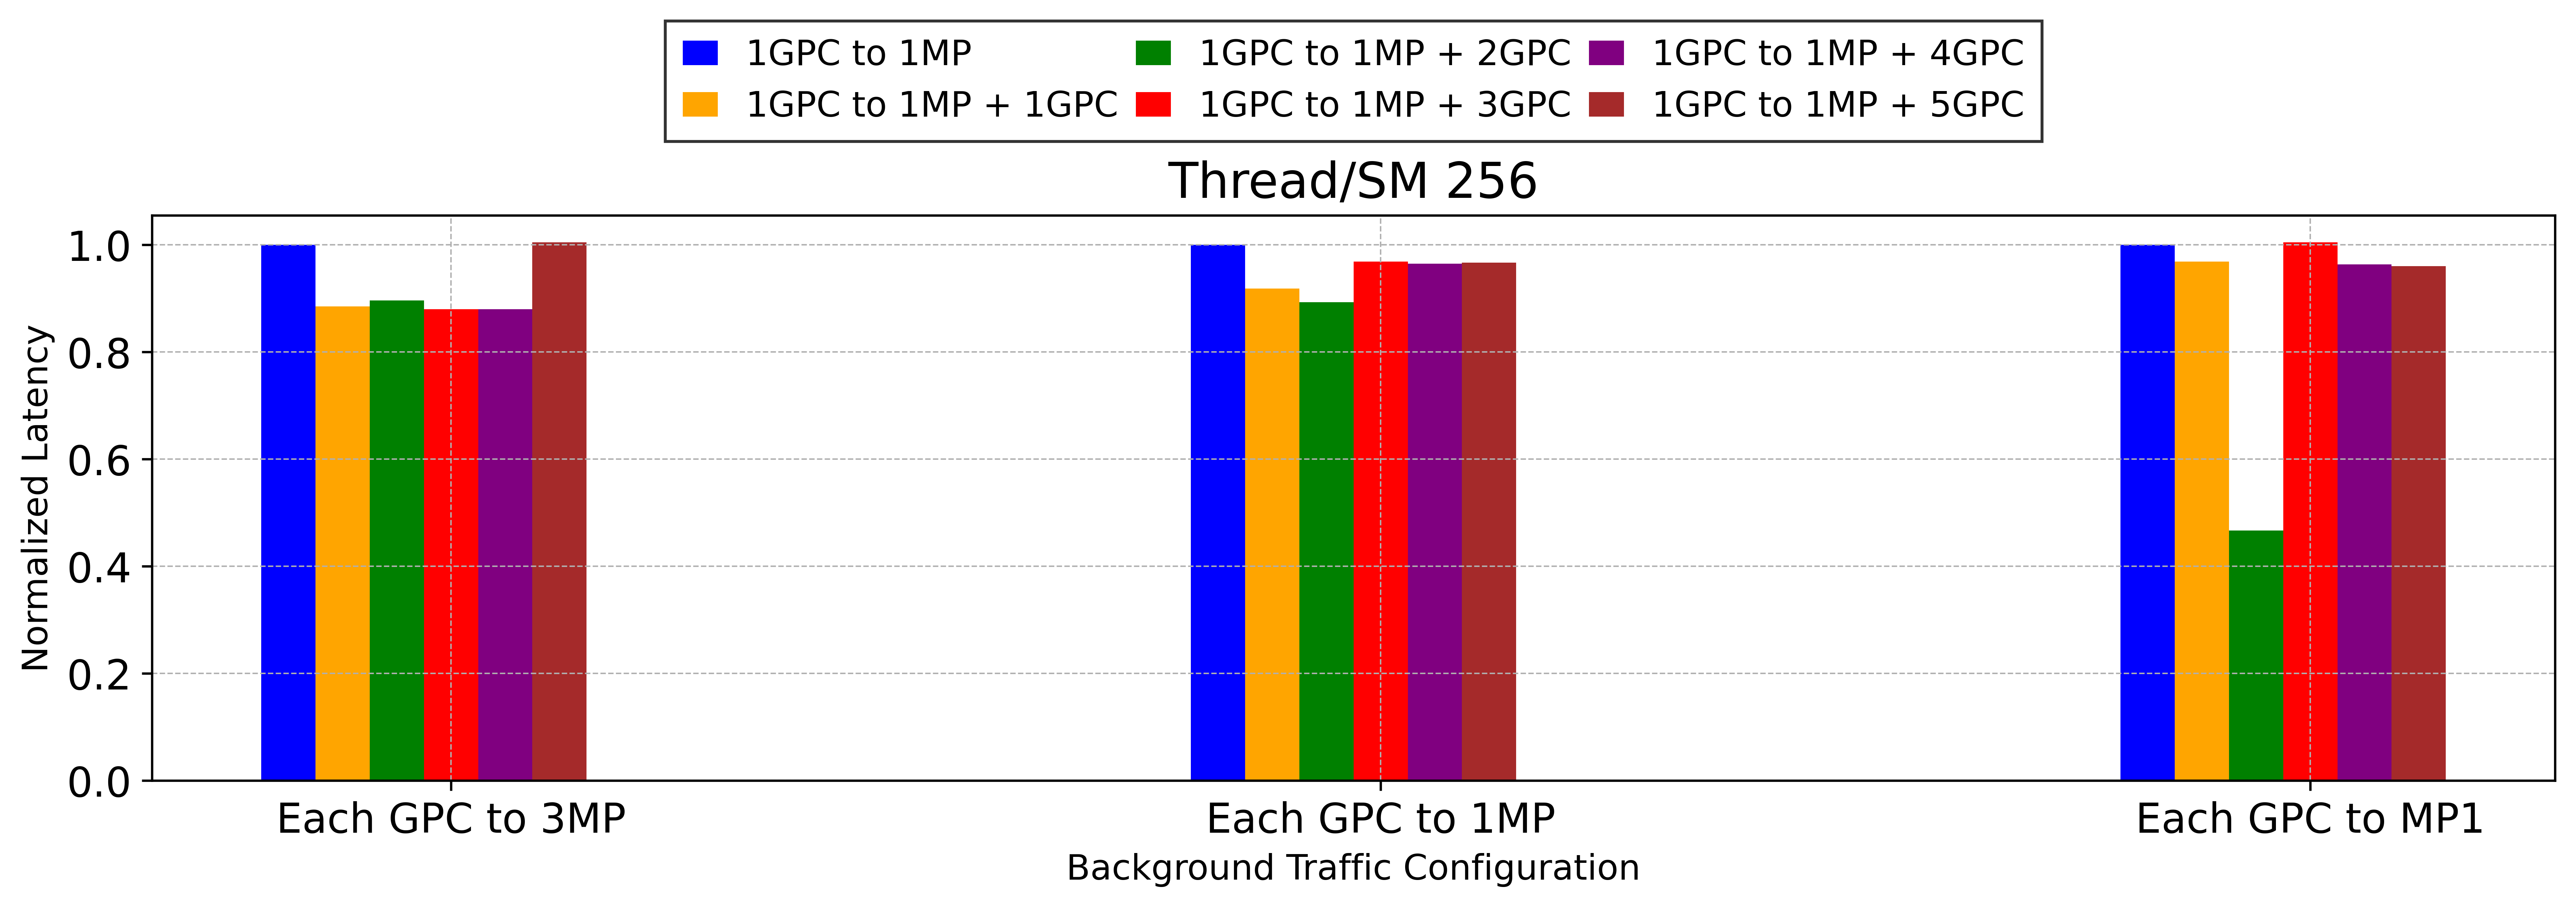 1GPC to 1MP
1GPC to 1MP + 1GPC
1GPC to 1MP + 2GPC
1GPC to 1MP + 3GPC
1GPC to 1MP + 4GPC
1GPC to 1MP + 5GPC
Thread/SM 256
Normalized Latency
1.0
0.8
0.6
0.4
0.2
0.0
Each GPC to 3MP
Each GPC to 1MP
Each GPC to MP1
Background Traffic Configuration